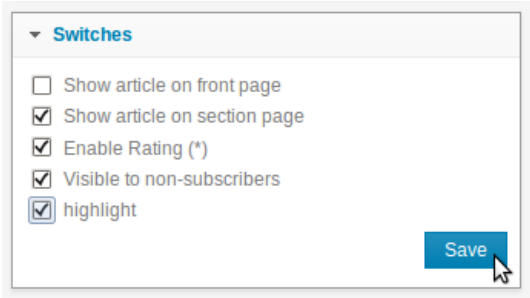 Switches
Show article on front page
Show article on section page
Enable Rating (*)
Visible to non-subscribers
highlight
Save